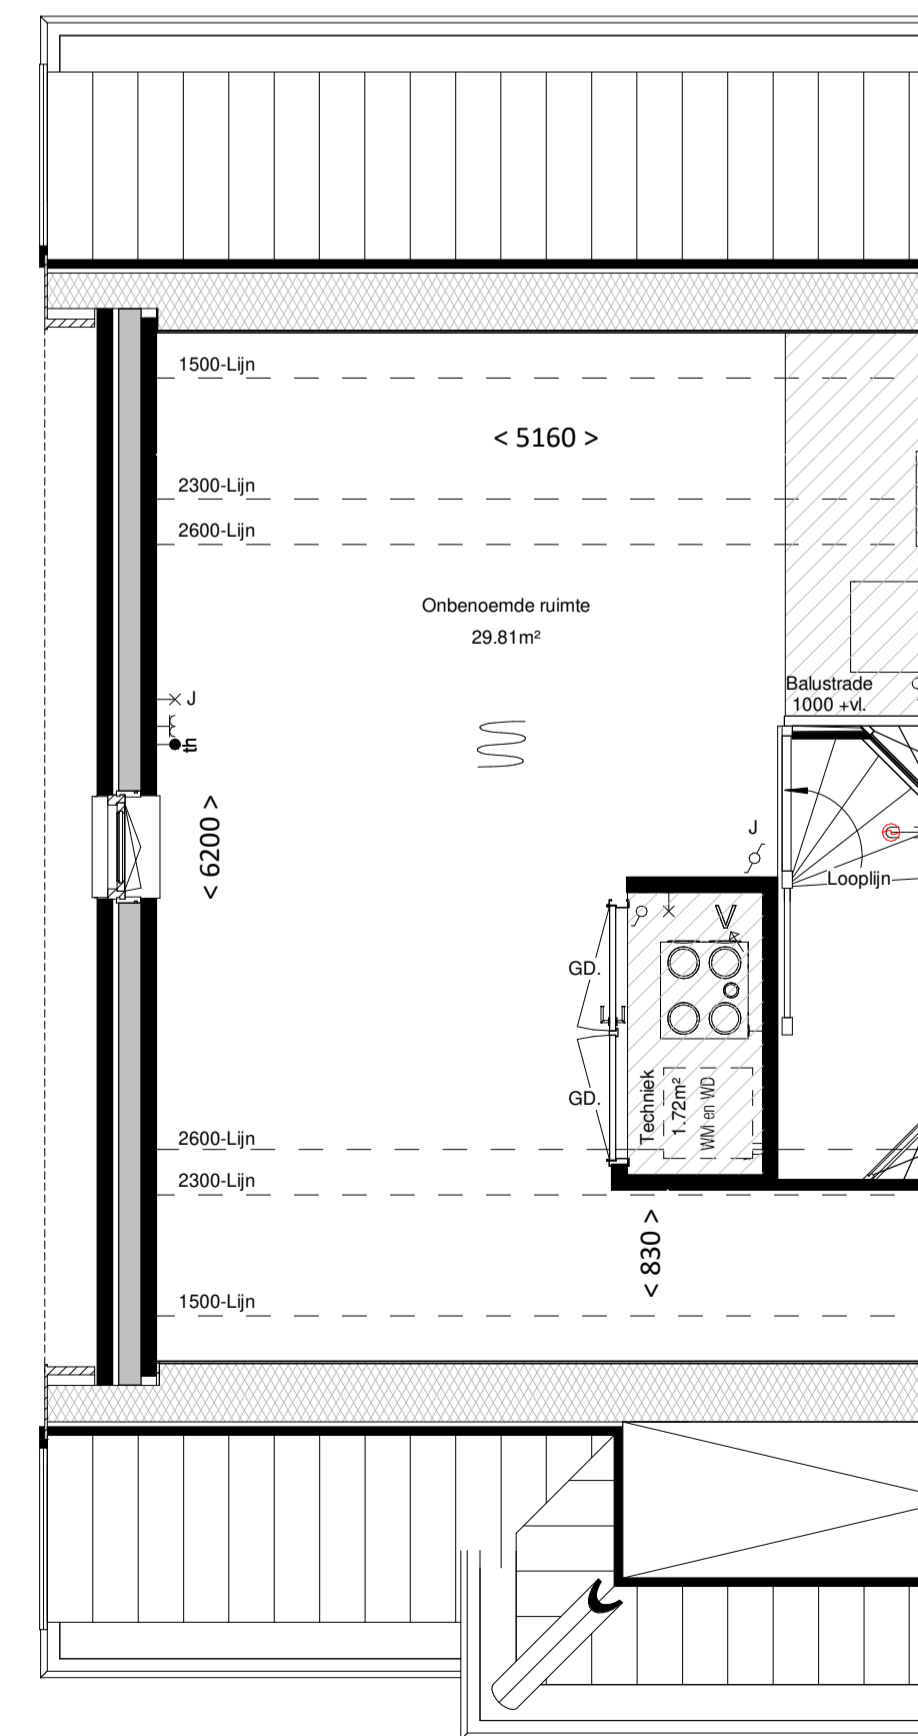 1500-Lijn
< 5160 >
2300-Lijn
2600-Lijn
Onbenoemde ruimte
29.81m²
Balustrade
1000 +vl.
J
th
< 6200 >
J
Looplijn
V
GD.
GD.
Techniek
1.72m²
WM en WD
2600-Lijn
2300-Lijn
< 830 >
1500-Lijn